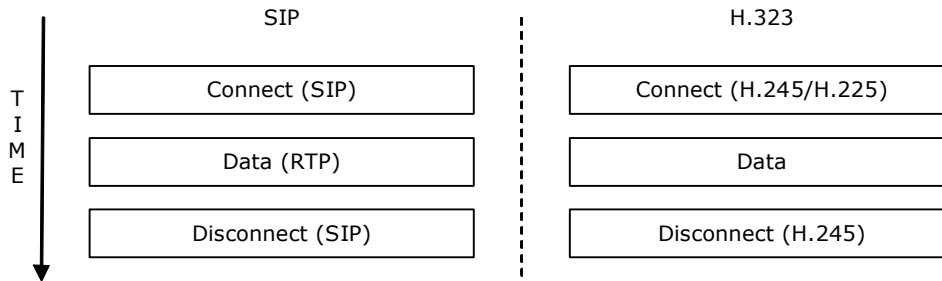 SIP
H.323
T
I
M
E
Connect (SIP)
Connect (H.245/H.225)
Data (RTP)
Data
Disconnect (SIP)
Disconnect (H.245)